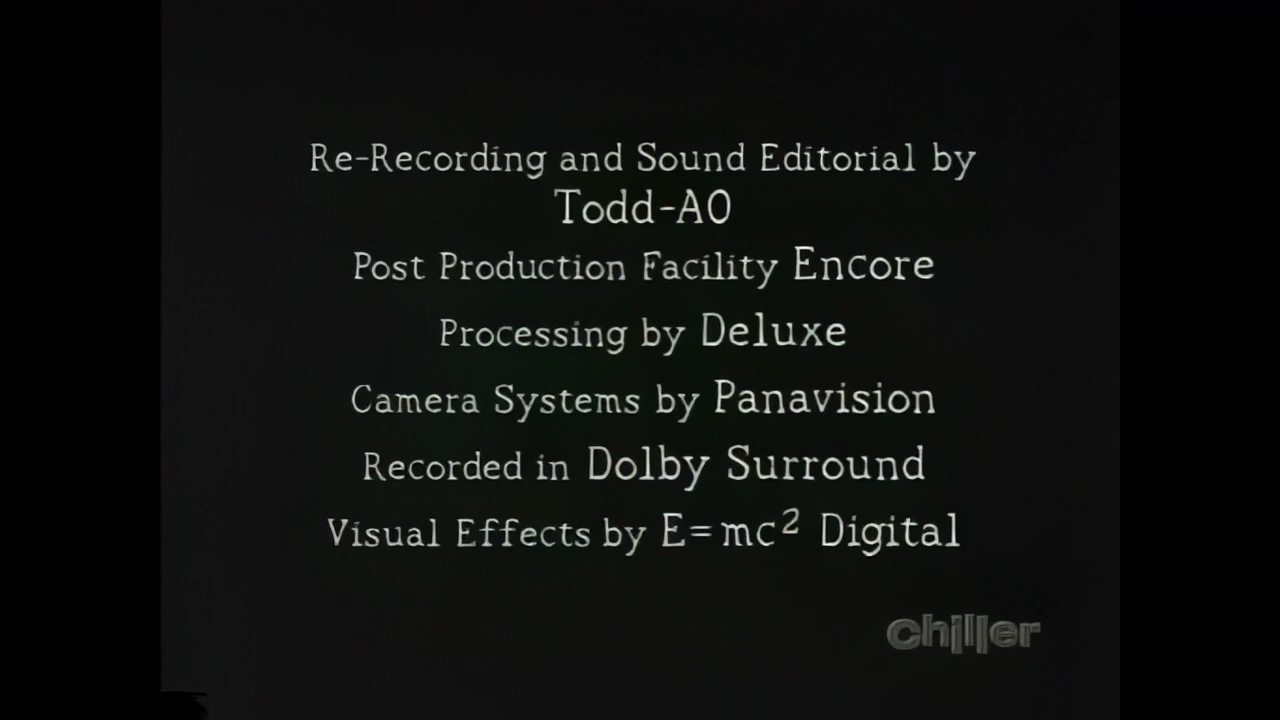 Re-Recording and Sound Editorial by
Todd-AO
Post Production Facility Encore
Processing by Deluxe
Camera Systems by Panavision
Recorded in Dolby Surround
Visual Effects by E=mc² Digital
chiller